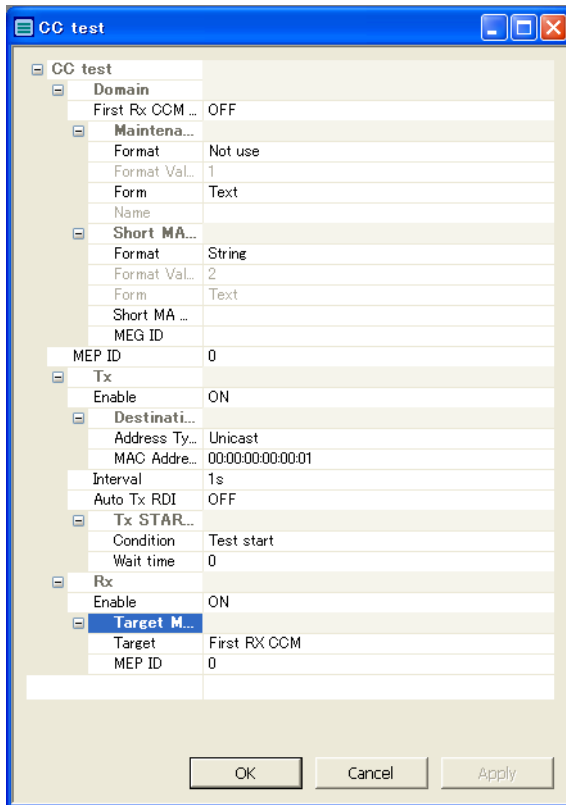 CC test
CC test
Domain
First Rx CCM ... OFF
Maintena...
Format Not use
Format Val... 1
Form Text
Name
Short MA...
Format String
Format Val... 2
Form Text
Short MA ...
MEG ID
MEP ID 0
Tx
Enable ON
Destinati...
Address Ty... Unicast
MAC Addre... 00:00:00:00:00:01
Interval 1s
Auto Tx RDI OFF
Tx STAR...
Condition Test start
Wait time 0
Rx
Enable ON
Target M...
Target First RX CCM
MEP ID 0
OK Cancel Apply